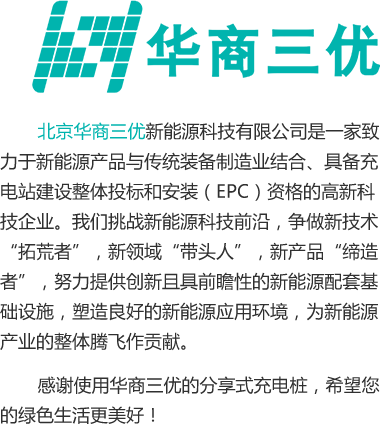 华商三优
北京华商三优新能源科技有限公司是一家致
力于新能源产品与传统装备制造业结合、具备充
电站建设整体投标和安装（EPC）资格的高新科
技企业。我们挑战新能源科技前沿，争做新技术
“拓荒者”，新领域“带头人”，新产品“缔造
者”，努力提供创新且具前瞻性的新能源配套基
础设施，塑造良好的新能源应用环境，为新能源
产业的整体腾飞作贡献。
感谢使用华商三优的分享式充电桩，希望您
的绿色生活更美好！